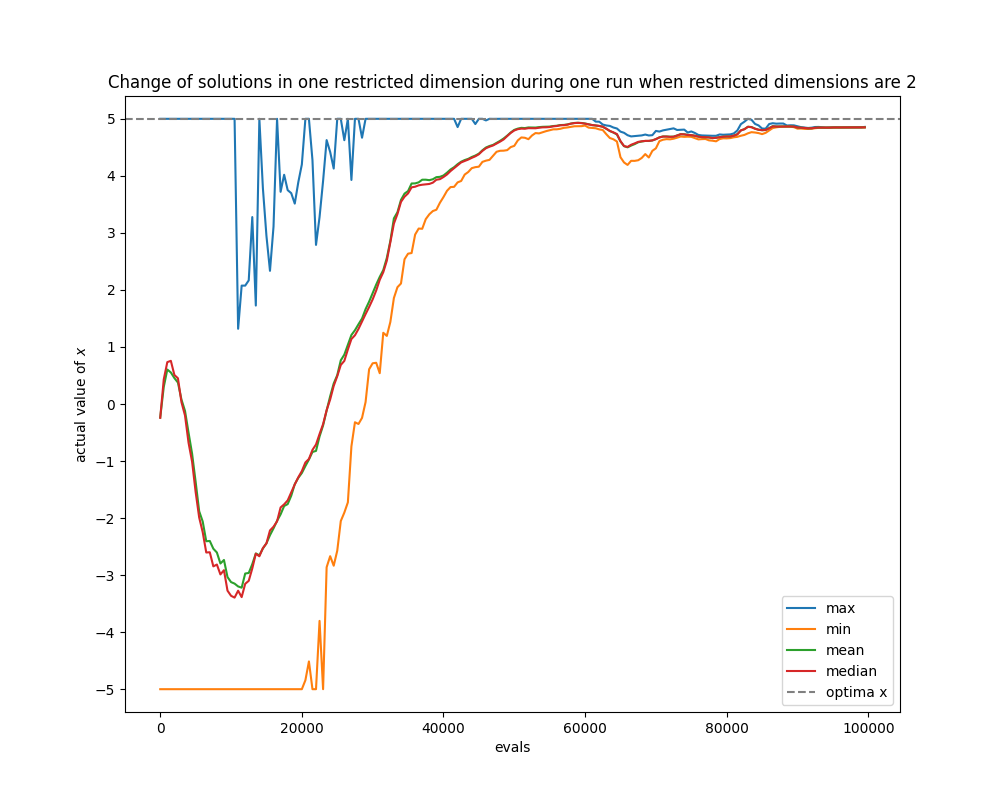 Change of solutions in one restricted dimension during one run when restricted dimensions are 2
actual value of x
5
4
3
2
1
0
−1
−2
−3
−4
−5
max
min
mean
median
optima x
0
20000
40000
60000
80000
100000
evals